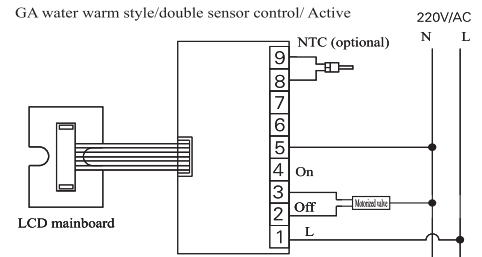 GA water warm style/double sensor control/ Active
220V/AC
N L
NTC (optional)
9
8
7
6
5
4 On
3
Motorized valve
2 Off
1 L
LCD mainboard